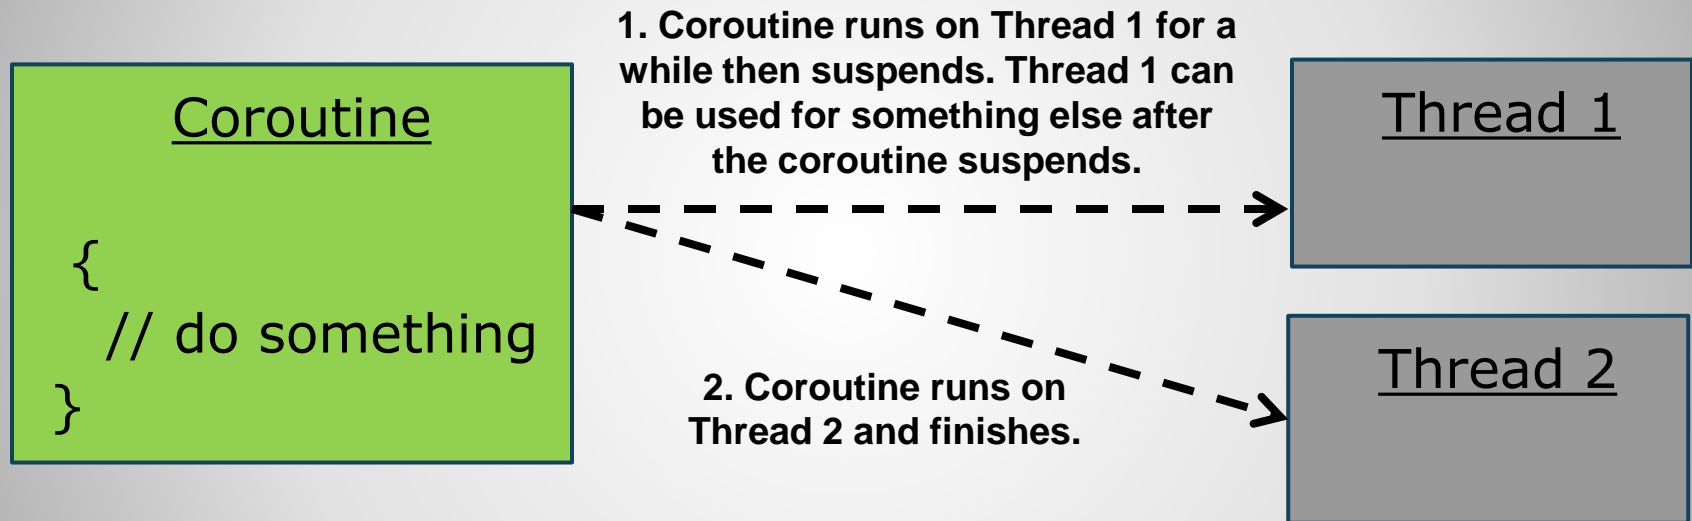 1. Coroutine runs on Thread 1 for a
while then suspends. Thread 1 can
be used for something else after
the coroutine suspends.
Coroutine
{
// do something
}
Thread 1
2. Coroutine runs on
Thread 2 and finishes.
Thread 2